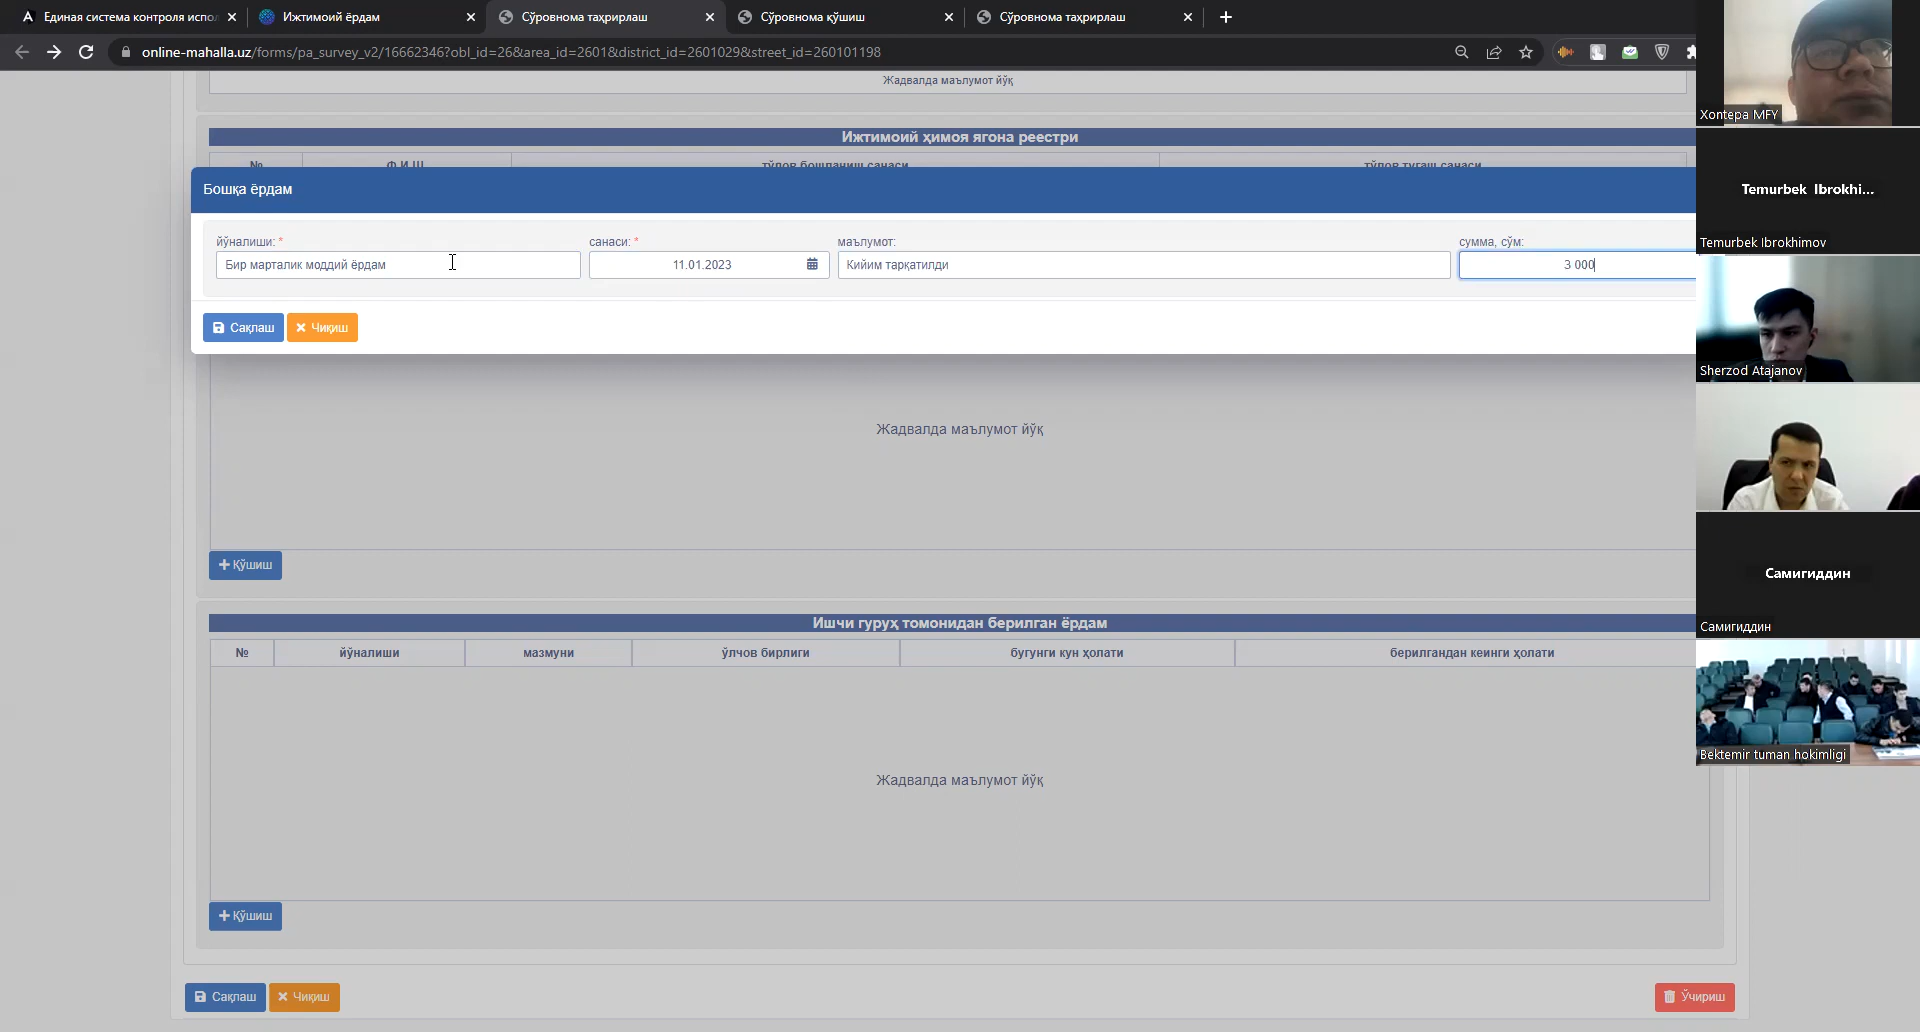 Единая система контроля испол
Ижтимоий ёрдам
Сўровнома таҳрирлаш
Сўровнома қўшиш
Сўровнома таҳрирлаш
online-mahalla.uz/forms/pa_survey_v2/16662346?obl_id=26&area_id=2601&district_id=2601029&street_id=260101198
Жадвалда маълумот йўқ
Ижтимоий ҳимоя ягона реестри
№ Ф.И.Ш. тўлов бошланиш санаси тўлов тугаш санаси
Бошқа ёрдам
йўналиши: * санаси: * маълумот: сумма, сўм:
Бир марталик моддий ёрдам 11.01.2023 Кийим тарқатилди 3 000
Сақлаш Чиқиш
Жадвалда маълумот йўқ
Қўшиш
Ишчи гуруҳ томонидан берилган ёрдам
№ йўналиши мазмуни ўлчов бирлиги бугунги кун ҳолати берилгандан кейинги ҳолати
Жадвалда маълумот йўқ
Қўшиш
Сақлаш Чиқиш Ўчириш
Xontepa MFY
Temurbek Ibrokhi...
Temurbek Ibrokhimov
Sherzod Atajanov
Самигиддин
Самигиддин
Bektemir tuman hokimligi